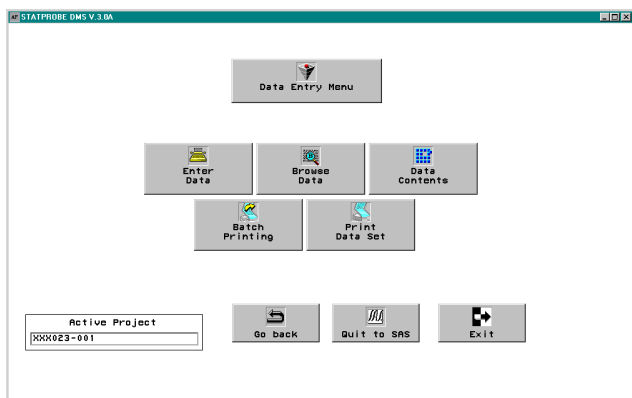 STATPROBE DMS V.3.0A
Data Entry Menu
Enter
Data
Browse
Data
Data
Contents
Batch
Printing
Print
Data Set
Active Project
XXX023-001
Go back
Quit to SAS
Exit